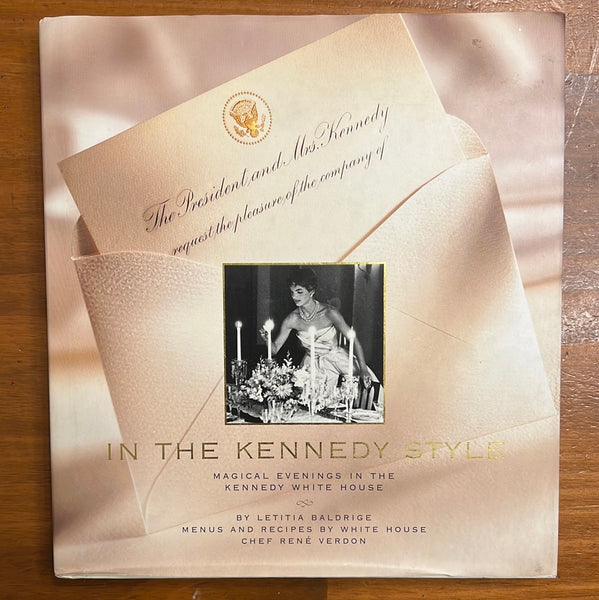 The President and Mrs. Kennedy
request the pleasure of the company of
IN THE KENNEDY STYLE
MAGICAL EVENINGS IN THE
KENNEDY WHITE HOUSE
BY LETITIA BALDRIGE
MENUS AND RECIPES BY WHITE HOUSE
CHEF RENÉ VERDON